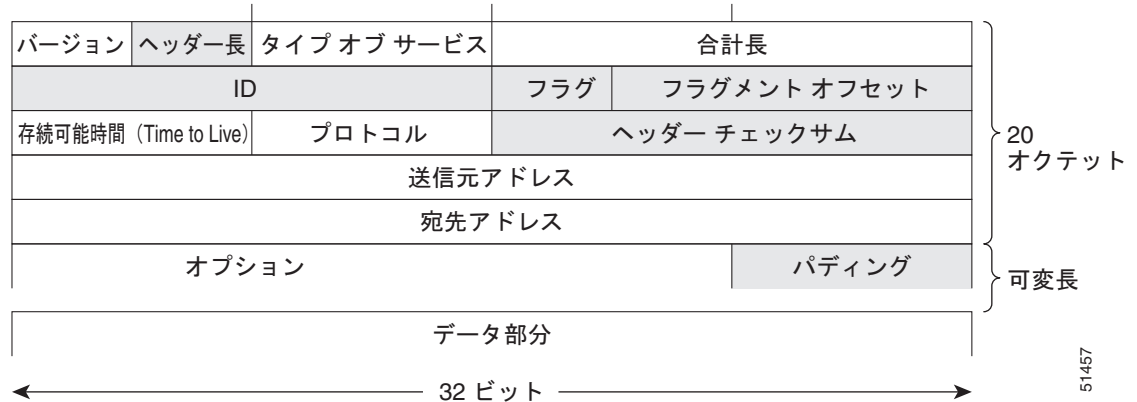 バージョン ヘッダー長 タイプ オブ サービス 合計長
ID フラグ フラグメント オフセット
存続可能時間（Time to Live） プロトコル ヘッダー チェックサム
送信元アドレス
宛先アドレス
オプション パディング
データ部分
32 ビット
20
オクテット
可変長
51457